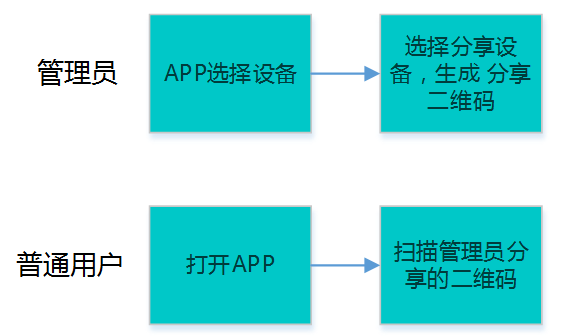 管理员
APP选择设备
选择分享设
备，生成 分享
二维码
普通用户
打开APP
扫描管理员分
享的二维码